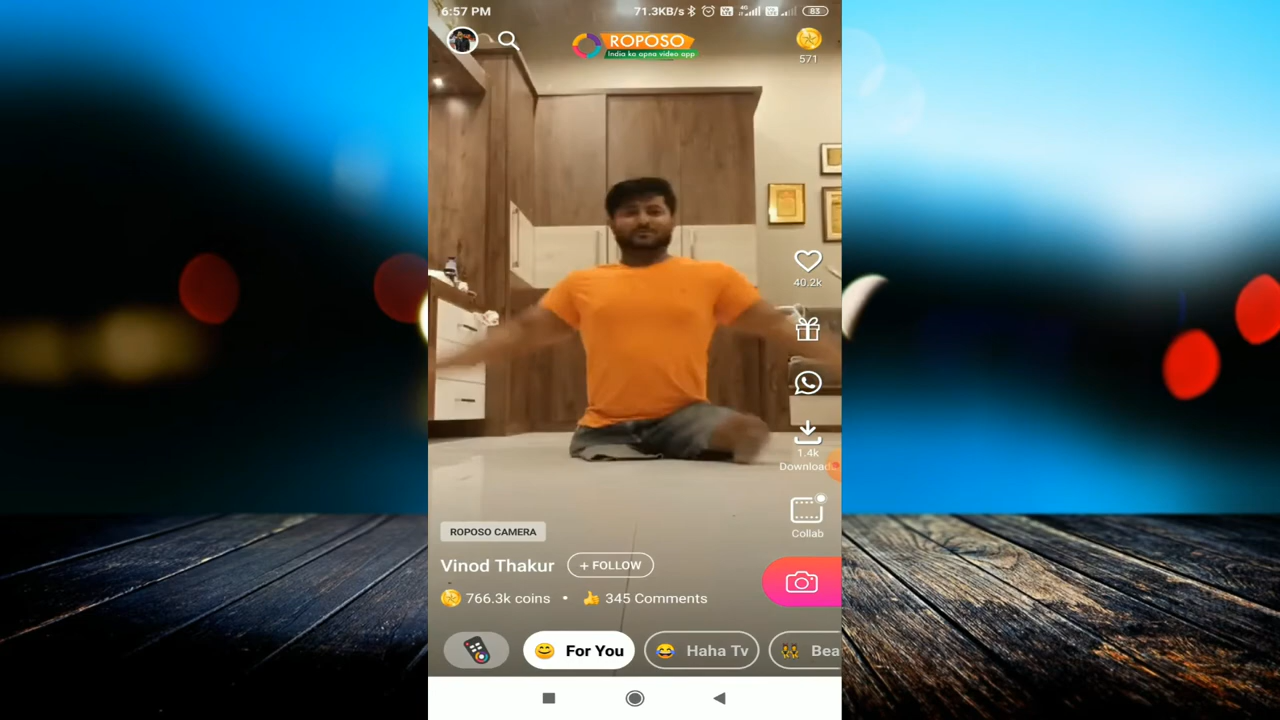 6:57 PM 71.3KB/s 4G 83
ROPOSO
India ka apna video app
571
40.2k
1.4k
Download
Collab
ROPOSO CAMERA
Vinod Thakur + FOLLOW
766.3k coins • 345 Comments
For You Haha Tv Bea